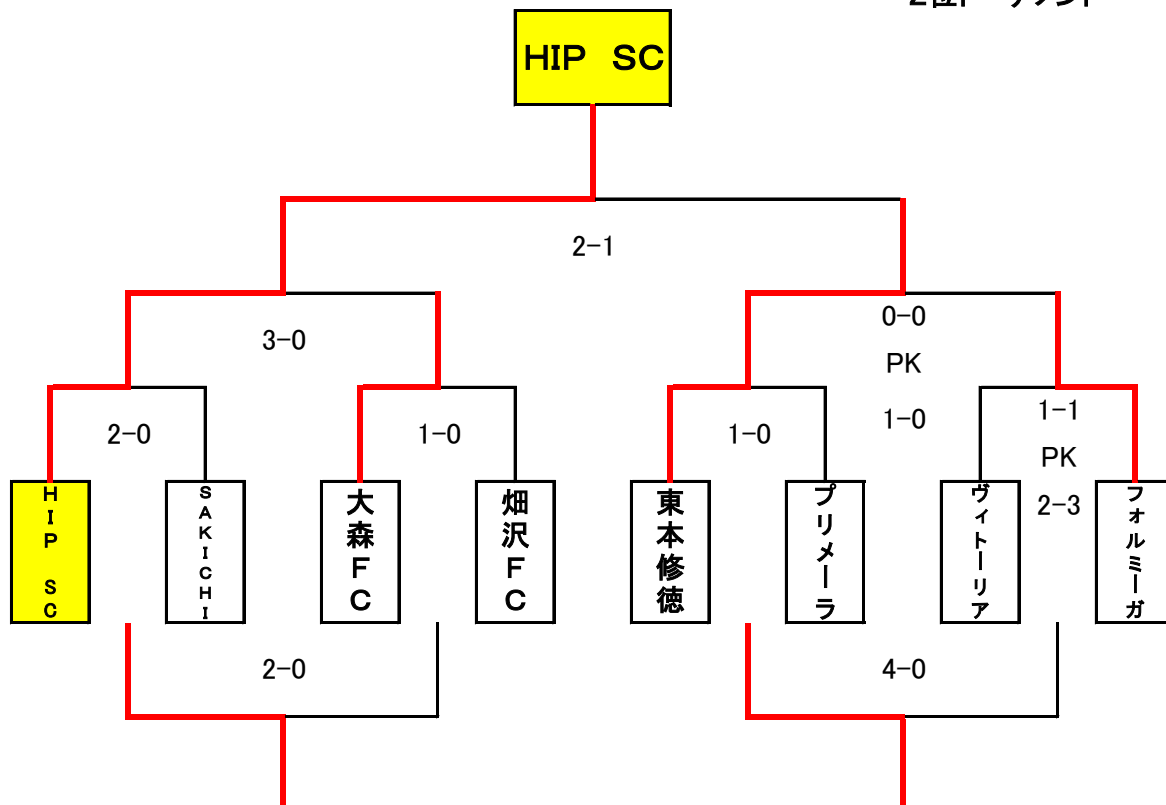 HIP SC
2-1
3-0
0-0
PK
1-0
2-0
1-0
1-0
1-1
PK
2-3
HIP SC
SAKICHI
大森FC
畑沢FC
東本修徳
プリメーラ
ヴィトーリア
フォルミーガ
2-0
4-0